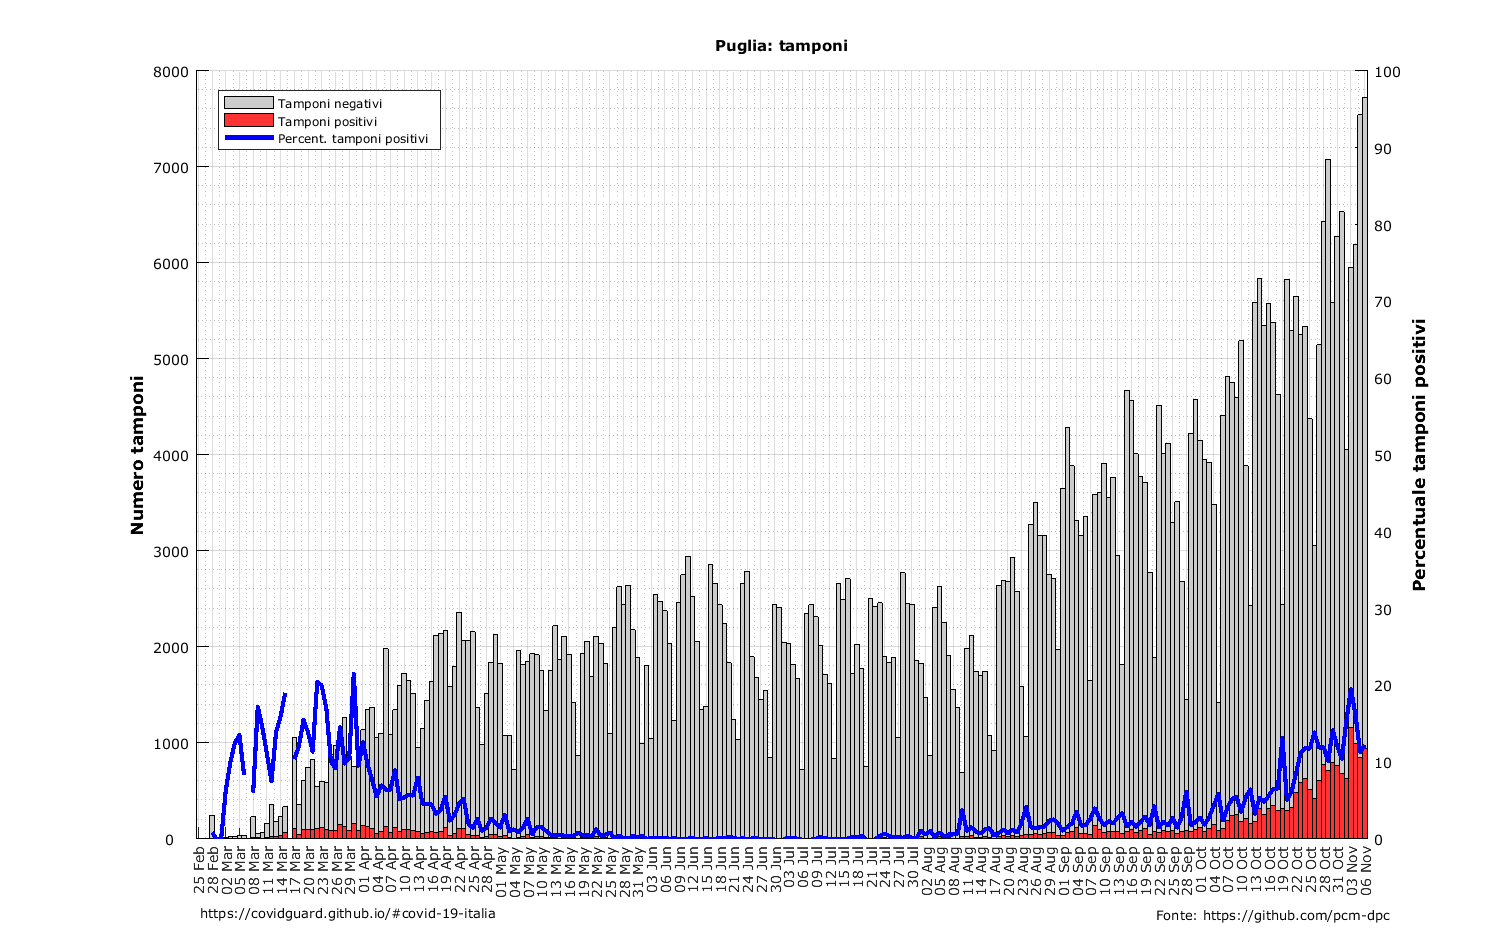 Puglia: tamponi
8000
7000
6000
5000
4000
3000
2000
1000
0
Numero tamponi
Tamponi negativi
Tamponi positivi
Percent. tamponi positivi
100
90
80
70
60
50
40
30
20
10
0
Percentuale tamponi positivi
25 Feb
28 Feb
02 Mar
05 Mar
08 Mar
11 Mar
14 Mar
17 Mar
20 Mar
23 Mar
26 Mar
29 Mar
01 Apr
04 Apr
07 Apr
10 Apr
13 Apr
16 Apr
19 Apr
22 Apr
25 Apr
28 Apr
01 May
04 May
07 May
10 May
13 May
16 May
19 May
22 May
25 May
28 May
31 May
03 Jun
06 Jun
09 Jun
12 Jun
15 Jun
18 Jun
21 Jun
24 Jun
27 Jun
30 Jun
03 Jul
06 Jul
09 Jul
12 Jul
15 Jul
18 Jul
21 Jul
24 Jul
27 Jul
30 Jul
02 Aug
05 Aug
08 Aug
11 Aug
14 Aug
17 Aug
20 Aug
23 Aug
26 Aug
29 Aug
01 Sep
04 Sep
07 Sep
10 Sep
13 Sep
16 Sep
19 Sep
22 Sep
25 Sep
28 Sep
01 Oct
04 Oct
07 Oct
10 Oct
13 Oct
16 Oct
19 Oct
22 Oct
25 Oct
28 Oct
31 Oct
03 Nov
06 Nov
https://covidguard.github.io/#covid-19-italia
Fonte: https://github.com/pcm-dpc